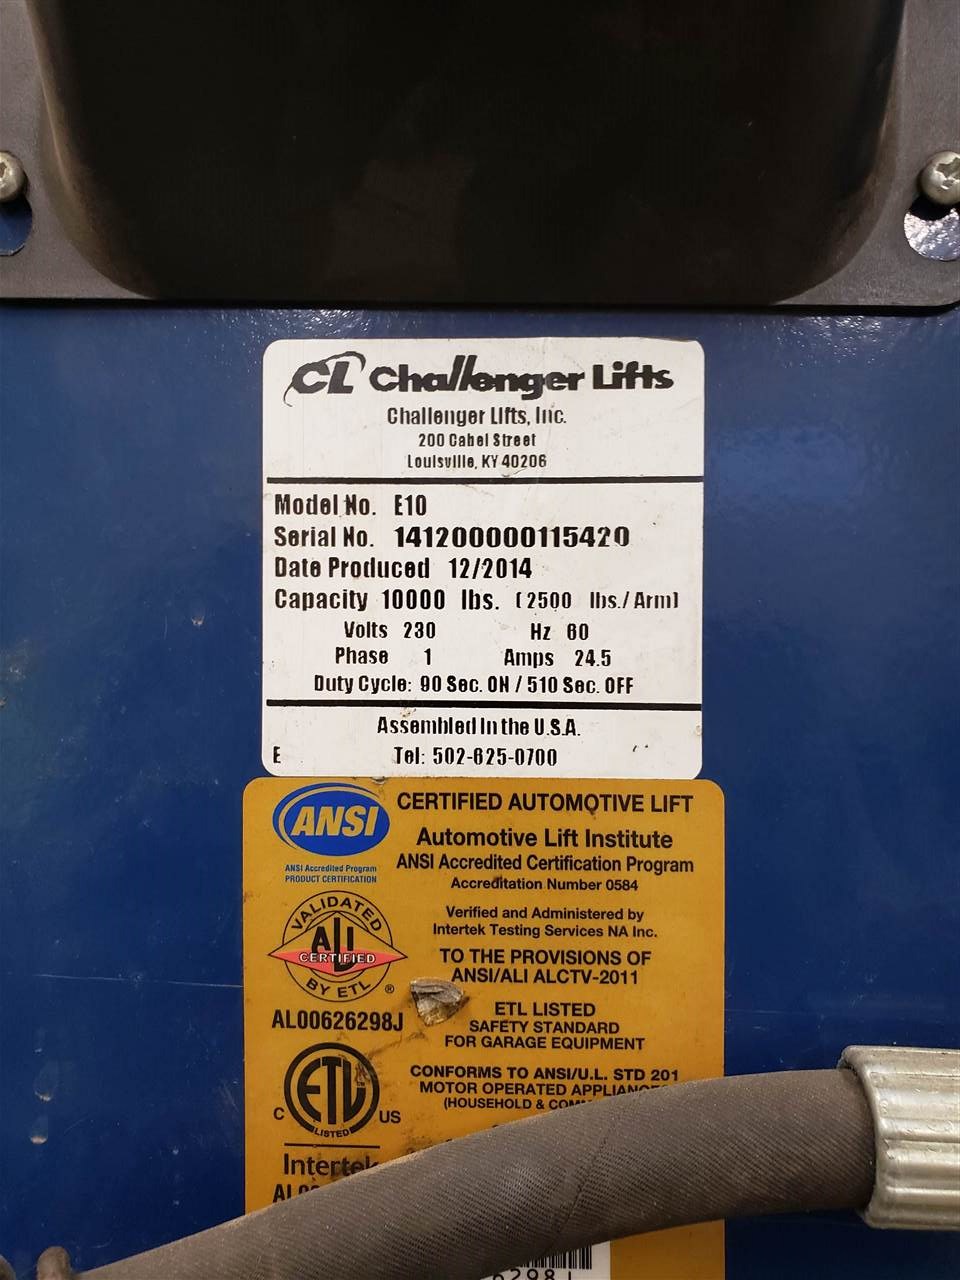 CL Challenger Lifts
Challenger Lifts, Inc.
200 Cabel Street
Louisville, KY 40206
Model No. E10
Serial No. 141200000115420
Date Produced 12/2014
Capacity 10000 lbs. (2500 lbs./Arm)
Volts 230 Hz 60
Phase 1 Amps 24.5
Duty Cycle: 90 Sec. ON / 510 Sec. OFF
Assembled In the U.S.A.
E Tel: 502-625-0700
ANSI
ANSI Accredited Program
PRODUCT CERTIFICATION
CERTIFIED AUTOMOTIVE LIFT
Automotive Lift Institute
ANSI Accredited Certification Program
Accreditation Number 0584
Verified and Administered by
Intertek Testing Services NA Inc.
TO THE PROVISIONS OF
ANSI/ALI ALCTV-2011
VALIDATED
ALI
CERTIFIED
BY ETL ®
AL00626298J
ETL LISTED
SAFETY STANDARD
FOR GARAGE EQUIPMENT
CONFORMS TO ANSI/U.L. STD 201
MOTOR OPERATED
(HOUSEHOLD &
C ETL US
LISTED
Intertek